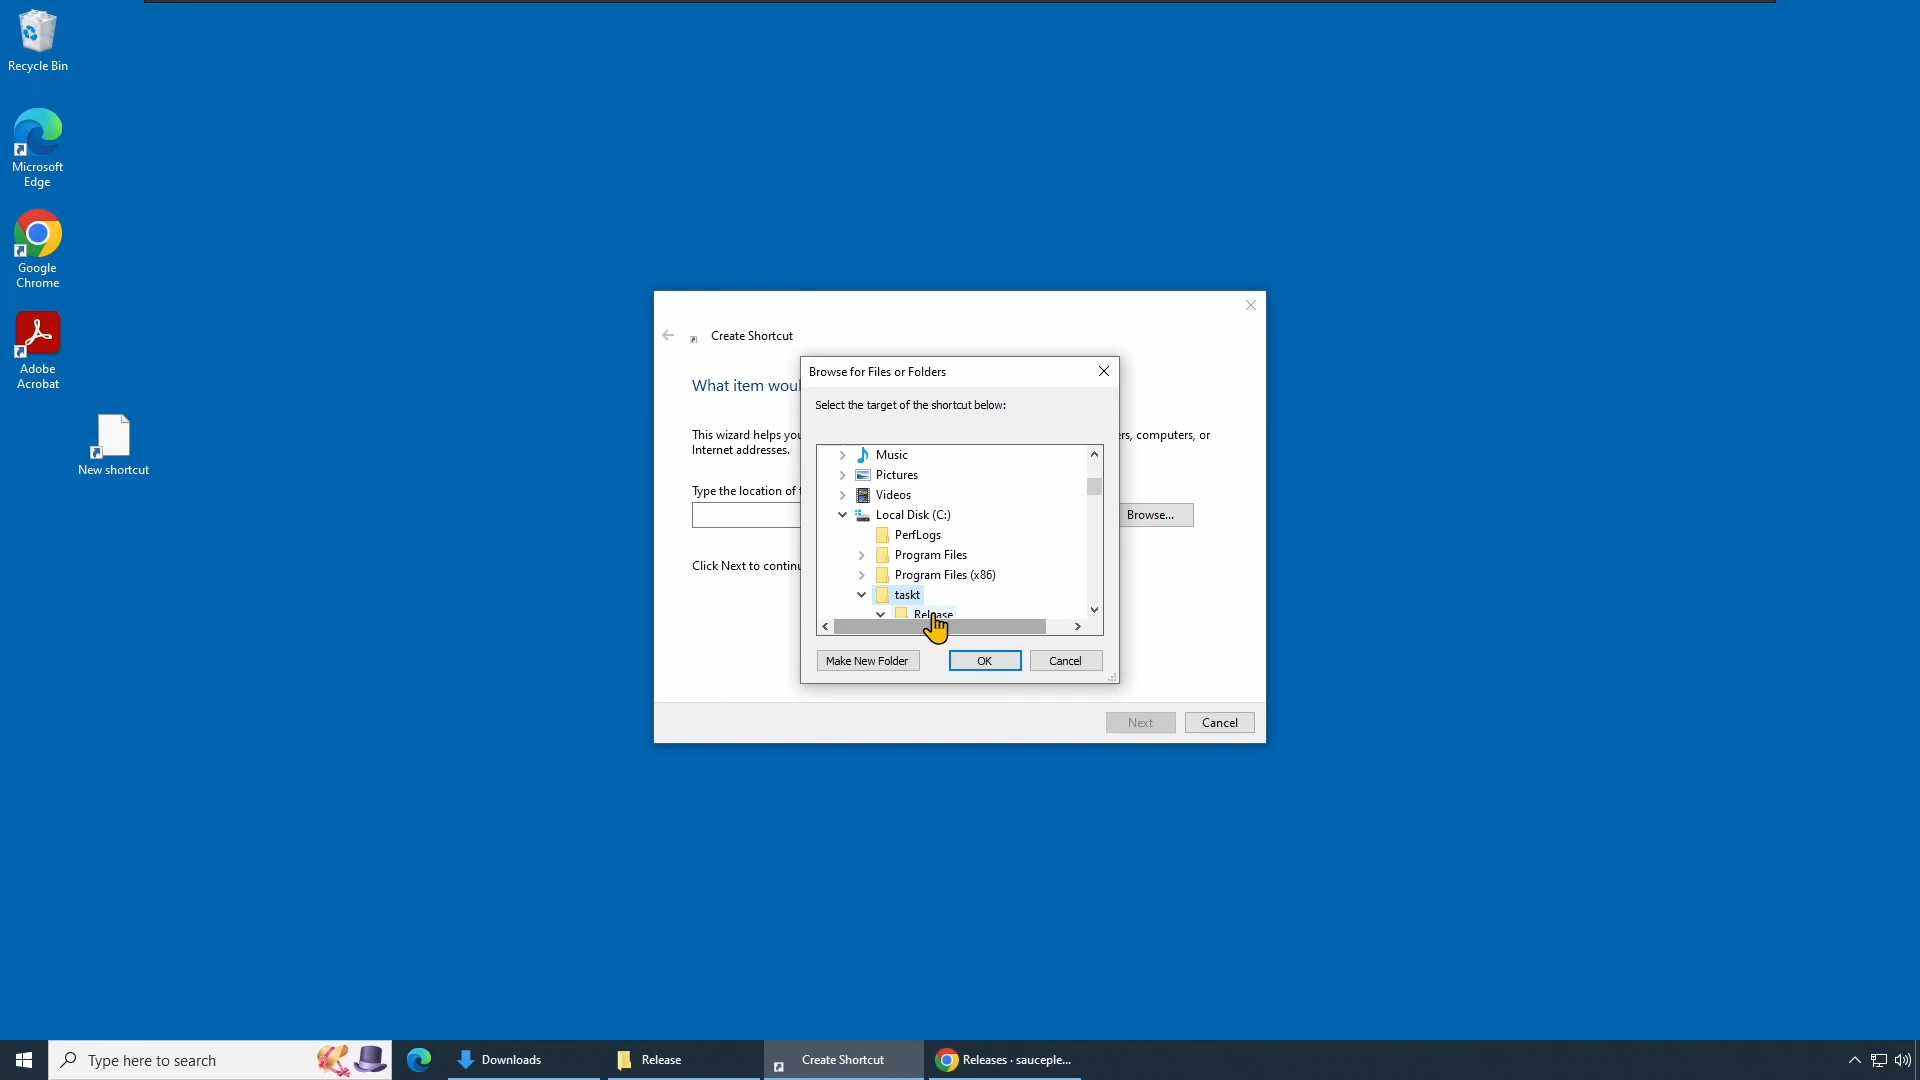 Recycle Bin
Microsoft
Edge
Google
Chrome
Adobe
Acrobat
New shortcut
Create Shortcut
What item woul
This wizard helps you
rs, computers, or
Internet addresses.
Type the location of t
Browse...
Click Next to continu
Next
Cancel
Browse for Files or Folders
Select the target of the shortcut below:
Music
Pictures
Videos
Local Disk (C:)
PerfLogs
Program Files
Program Files (x86)
taskt
Release
Make New Folder
OK
Cancel
Type here to search
Downloads
Release
Create Shortcut
Releases · sauceple...